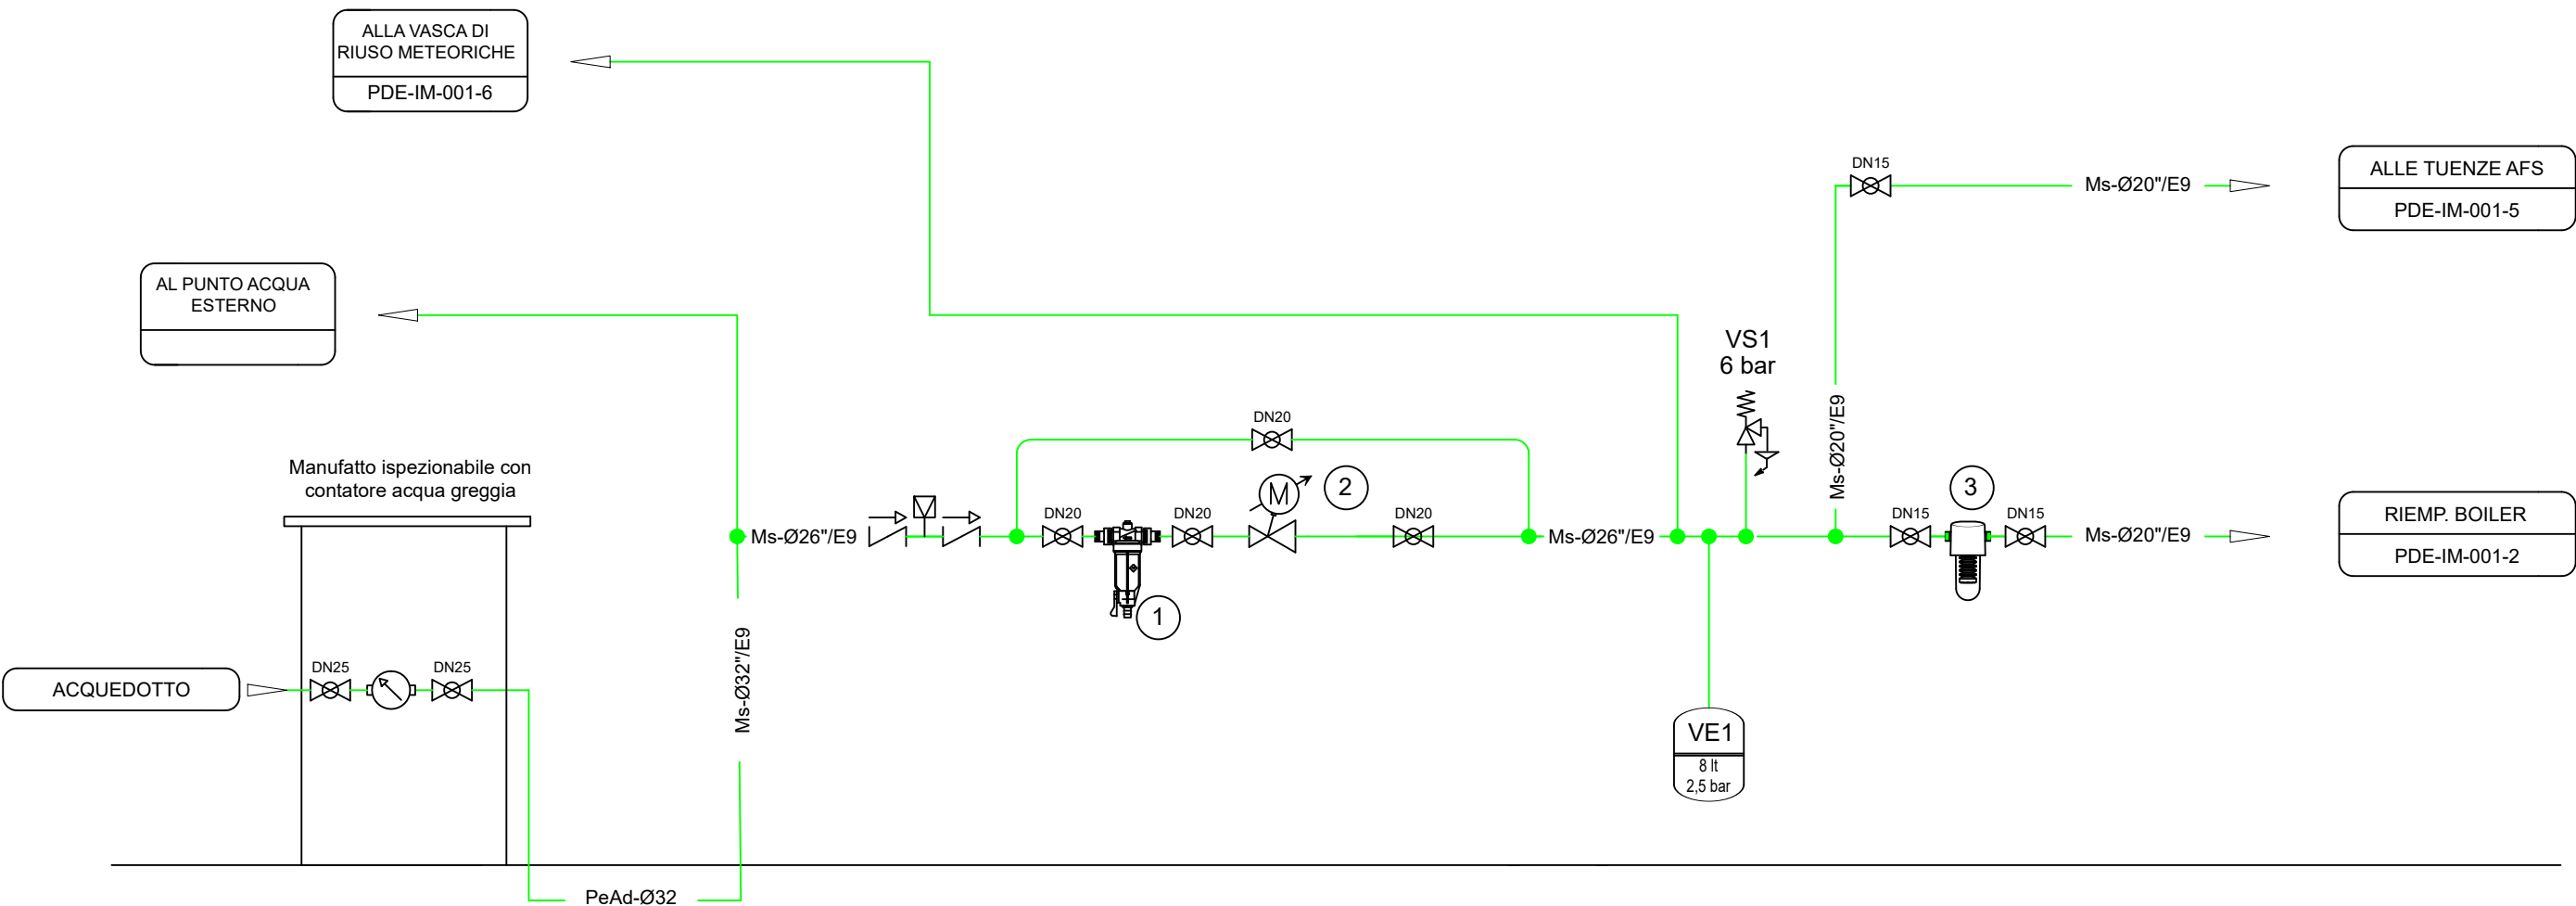 ALLA VASCA DI
RIUSO METEORICHE
PDE-IM-001-6
DN15
Ms-Ø20"/E9
ALLE TUENZE AFS
PDE-IM-001-5
AL PUNTO ACQUA
ESTERNO
VS1
6 bar
Ms-Ø20"/E9
DN20
Manufatto ispezionabile con
contatore acqua greggia
M
2
3
Ms-Ø26"/E9
DN20
DN20
DN20
Ms-Ø26"/E9
DN15
DN15
Ms-Ø20"/E9
RIEMP. BOILER
PDE-IM-001-2
1
Ms-Ø32"/E9
ACQUEDOTTO
DN25
DN25
VE1
8 lt
2,5 bar
PeAd-Ø32